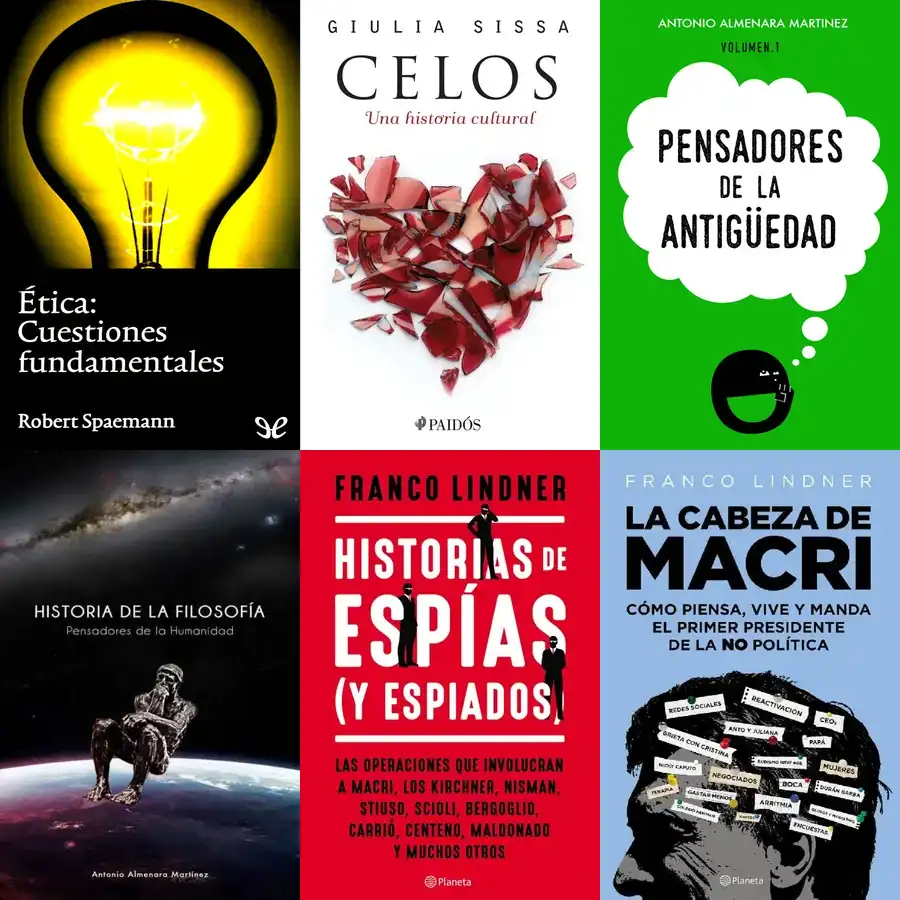 Ética:
Cuestiones
fundamentales
Robert Spaemann
GIULIA SISSA
CELOS
Una historia cultural
PAIDÓS
ANTONIO ALMENARA MARTINEZ
VOLUMEN.1
PENSADORES
DE LA
ANTIGÜEDAD
HISTORIA DE LA FILOSOFÍA
Pensadores de la Humanidad
Antonio Almenara Martínez
FRANCO LINDNER
HISTORIAS DE
ESPÍAS
(Y ESPIADOS)
LAS OPERACIONES QUE INVOLUCRAN
A MACRI, LOS KIRCHNER, NISMAN,
STIUSO, SCIOLI, BERGOGLIO,
CARRIÓ, CENTENO, MALDONADO
Y MUCHOS OTROS
Planeta
FRANCO LINDNER
LA CABEZA DE
MACRI
CÓMO PIENSA, VIVE Y MANDA
EL PRIMER PRESIDENTE
DE LA NO POLÍTICA
REDES SOCIALES
REACTIVACIÓN
CEOs
ANTO Y JULIANA
GRIETA CON CRISTINA
PAPÁ
BUDISMO NEW AGE
MUJERES
NICKY CAPUTO
NEGOCIADOS
BOCA
DURÁN BARBA
TERAPIA
GASTAR MENOS
ARRITMIA
GLOBOS Y MARKETING
ENCUESTAS
Planeta